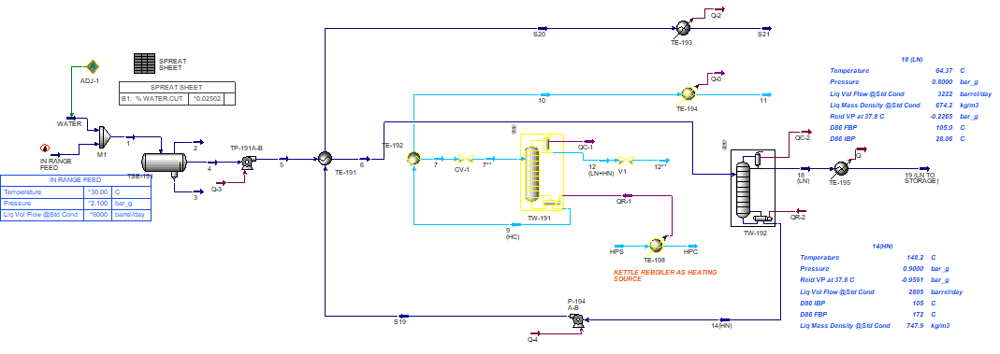 Q-2
S20
S21
TE-193
18 (LN)
Temperature 64.37 C
Pressure 0.8000 bar_g
Liq Vol Flow @Std Cond 3222 barrel/day
Liq Mass Density @Std Cond 674.2 kg/m3
Reid VP at 37.8 C -0.2265 bar_g
D86 FBP 105.0 C
D86 IBP 28.06 C
A
ADJ-1
SPREAT
SHEET
SPREAT SHEET
B1: % WATER CUT *0.02502
Q-0
10
11
TE-194
WATER
M1
1
IN RANGE
FEED
2
TSE-191
3
4
TP-191A-B
Q-3
5
TE-191
6
TE-192
7
CV-1
7**
QC-1
12
(LN+HN)
V1
12**
QR-1
TW-191
9
(HC)
QC-2
18
(LN)
Q
TE-195
19 (LN TO
STORAGE)
QR-2
TW-192
IN RANGE FEED
Temperature *30.00 C
Pressure *2.100 bar_g
Liq Vol Flow @Std Cond *6000 barrel/day
HPS
HPC
TE-198
KETTLE REBOILER AS HEATING
SOURCE
14(HN)
Temperature 148.2 C
Pressure 0.9000 bar_g
Reid VP at 37.8 C -0.9591 bar_g
Liq Vol Flow @Std Cond 2805 barrel/day
D86 IBP 105 C
D86 FBP 172 C
Liq Mass Density @Std Cond 747.9 kg/m3
P-194
A-B
S19
14(HN)
Q-4